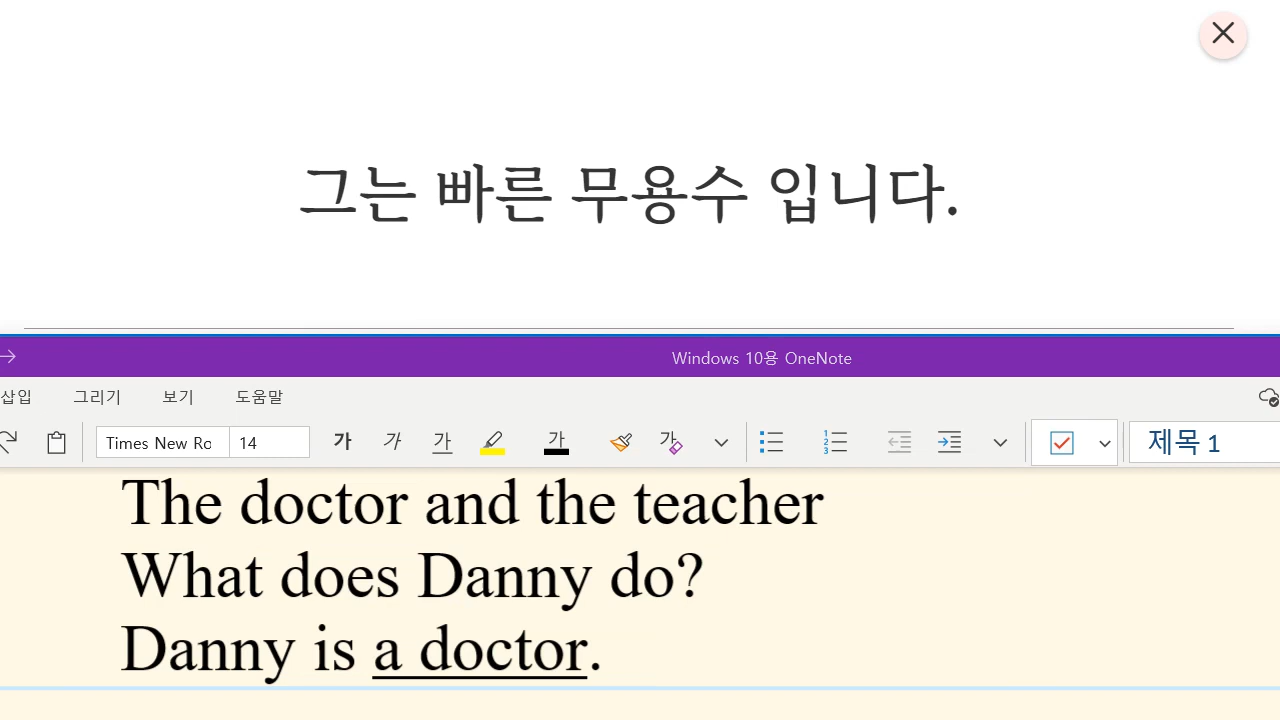 그는 빠른 무용수 입니다.
Windows 10용 OneNote
삽입 그리기 보기 도움말
Times New Ro 14 가 가 가 가 가 제목 1
The doctor and the teacher
What does Danny do?
Danny is a doctor.